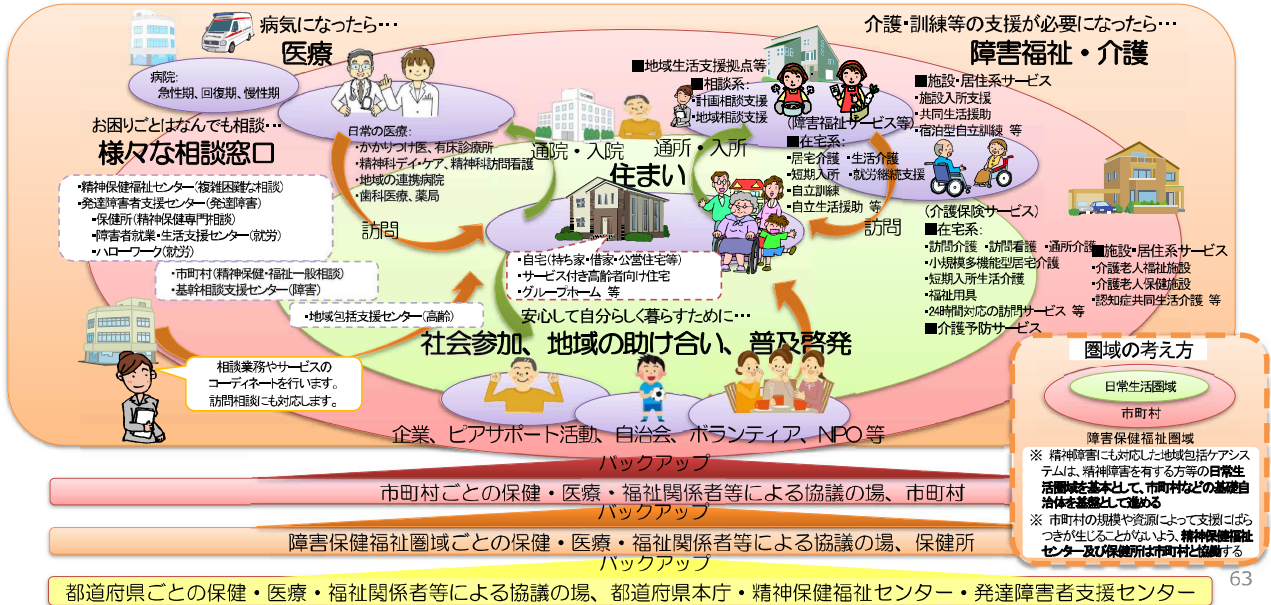 病気になったら…
医療
病院:
急性期、回復期、慢性期
日常の医療:
・かかりつけ医、有床診療所
・精神科デイ・ケア、精神科訪問看護
・地域の連携病院
・歯科医療、薬局
お困りごとはなんでも相談…
様々な相談窓口
・精神保健福祉センター(複雑困難な相談)
・発達障害者支援センター(発達障害)
・保健所(精神保健専門相談)
・障害者就業・生活支援センター(就労)
・ハローワーク(就労)
・市町村(精神保健・福祉一般相談)
・基幹相談支援センター(障害)
・地域包括支援センター(高齢)
相談業務やサービスの
コーディネートを行います。
訪問相談にも対応します。
訪問
通院・入院
通所・入所
訪問
住まい
・自宅(持ち家・借家・公営住宅等)
・サービス付き高齢者向け住宅
・グループホーム 等
介護・訓練等の支援が必要になったら…
障害福祉・介護
■地域生活支援拠点等
■相談系:
・計画相談支援
・地域相談支援
(障害福祉サービス等)
■在宅系:
・居宅介護 ・生活介護
・短期入所 ・就労継続支援
・自立訓練
・自立生活援助 等
■施設・居住系サービス
・施設入所支援
・共同生活援助
・宿泊型自立訓練 等
(介護保険サービス)
■在宅系:
・訪問介護 ・訪問看護 ・通所介護
・小規模多機能型居宅介護
・短期入所生活介護
・福祉用具
・24時間対応の訪問サービス 等
■介護予防サービス
■施設・居住系サービス
・介護老人福祉施設
・介護老人保健施設
・認知症共同生活介護 等
安心して自分らしく暮らすために…
社会参加、地域の助け合い、普及啓発
企業、ピアサポート活動、自治会、ボランティア、NPO 等
圏域の考え方
日常生活圏域
市町村
障害保健福祉圏域
※ 精神障害にも対応した地域包括ケアシス
テムは、精神障害を有する方等の日常生
活圏域を基本として、市町村などの基礎自
治体を基盤として進める
※ 市町村の規模や資源によって支援にばら
つきが生じることがないよう、精神保健福祉
センター及び保健所は市町村と協働する
バックアップ
市町村ごとの保健・医療・福祉関係者等による協議の場、市町村
バックアップ
障害保健福祉圏域ごとの保健・医療・福祉関係者等による協議の場、保健所
バックアップ
都道府県ごとの保健・医療・福祉関係者等による協議の場、都道府県本庁・精神保健福祉センター・発達障害者支援センター
63